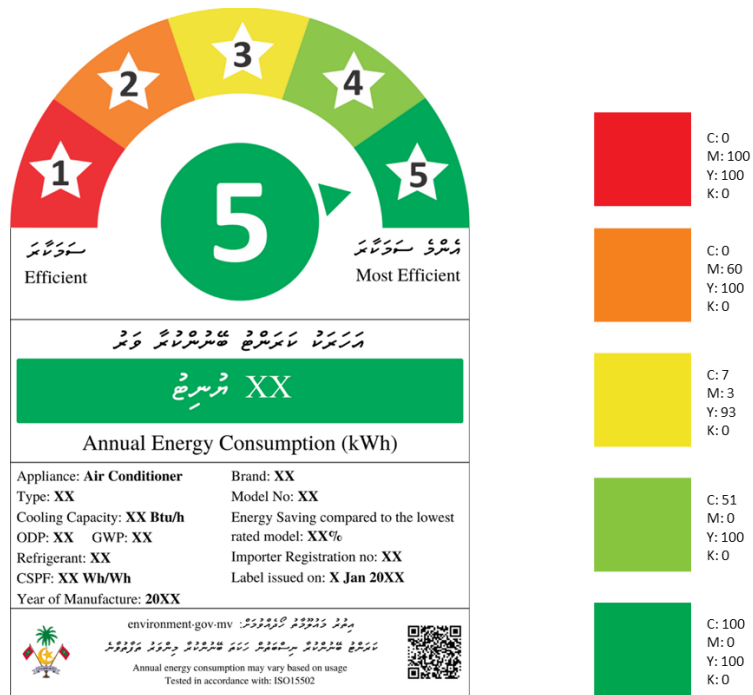 1
2
3
4
5
5
ސަމަކާރަ
Efficient
އެންމެ ސަމަކާރަ
Most Efficient
އަހަރަކު ކަރަންޓު ބޭނުންކުރާ ވަރު
XX ޔުނިޓު
Annual Energy Consumption (kWh)
Appliance: Air Conditioner
Type: XX
Cooling Capacity: XX Btu/h
ODP: XX GWP: XX
Refrigerant: XX
CSPF: XX Wh/Wh
Year of Manufacture: 20XX
Brand: XX
Model No: XX
Energy Saving compared to the lowest
rated model: XX%
Importer Registration no: XX
Label issued on: X Jan 20XX
އިތުރު މައުލޫމާތު ހޯދެއްވުމަށް: environment-gov-mv
ކަރަންޓު ބޭނުންކުރާ ނިސްބަތުން ހަކަތަ ބޭނުންކުރާ މިންވަރު ތަފާތުވާނެ
Annual energy consumption may vary based on usage
Tested in accordance with: ISO15502
C: 0
M: 100
Y: 100
K: 0
C: 0
M: 60
Y: 100
K: 0
C: 7
M: 3
Y: 93
K: 0
C: 51
M: 0
Y: 100
K: 0
C: 100
M: 0
Y: 100
K: 0